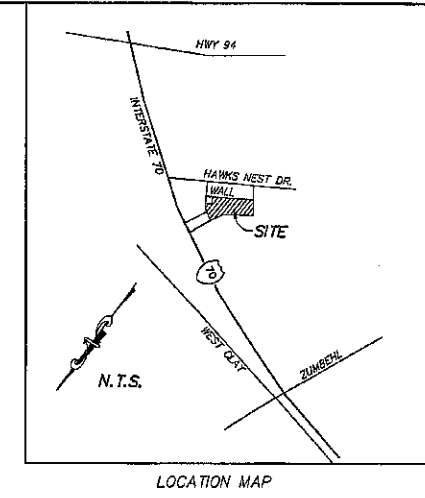 HWY 94
INTERSTATE 70
HAWKS NEST DR.
WALL
SITE
70
WEST CLAY
ZUMBEHL
N.T.S.
LOCATION MAP